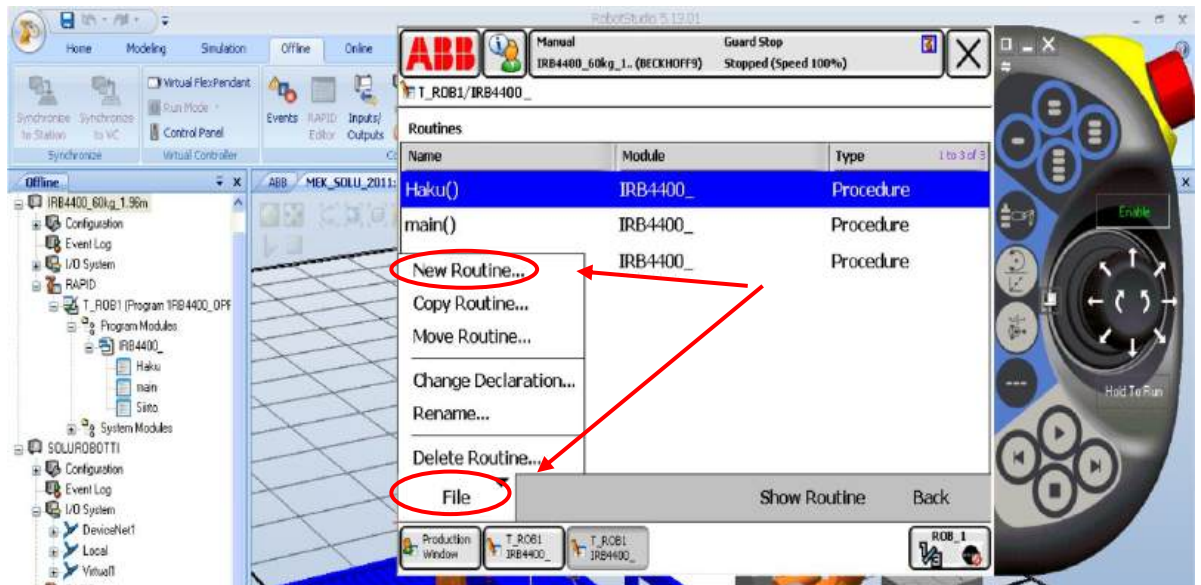 RobotStudio 5.13.01
Home Modeling Simulation Offline Online
Synchronize to Station
Synchronize to VC
Virtual FlexPendant
Run Mode
Control Panel
Events
RAPID Editor
Inputs/ Outputs
Synchronize
Virtual Controller
Offline
IRB4400_60kg_1.96m
Configuration
Event Log
I/O System
RAPID
T_ROB1 (Program 'IRB4400_OPP
Program Modules
IRB4400_
Haku
main
Siirto
System Modules
SOLUROBOTTI
Configuration
Event Log
I/O System
DeviceNet1
Local
Virtual1
ABB MEK_SOLU_2011:
ABB
Manual
IRB4400_60kg_1.. (BECKHOFF9)
Guard Stop
Stopped (Speed 100%)
T_ROB1/IRB4400_
Routines
Name Module Type 1 to 3 of 3
Haku() IRB4400_ Procedure
main() IRB4400_ Procedure
IRB4400_ Procedure
New Routine...
Copy Routine...
Move Routine...
Change Declaration...
Rename...
Delete Routine...
File Show Routine Back
Production Window
T_ROB1 IRB4400_
T_ROB1 IRB4400_
ROB_1
Enable
Hold To Run